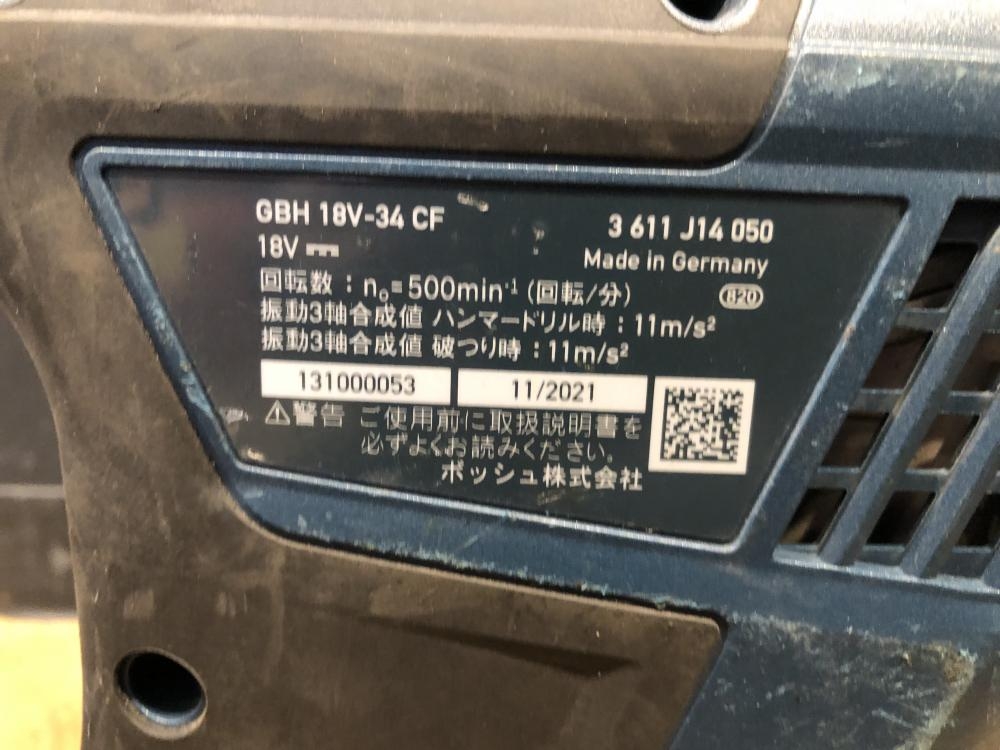 GBH 18V-34 CF
3 611 J14 050
18V ⎓
Made in Germany
820
回転数：n₀=500min⁻¹ (回転/分)
振動3軸合成値 ハンマードリル時：11m/s²
振動3軸合成値 破つり時：11m/s²
131000053
11/2021
⚠警告 ご使用前に取扱説明書を
必ずよくお読みください。
ボッシュ株式会社